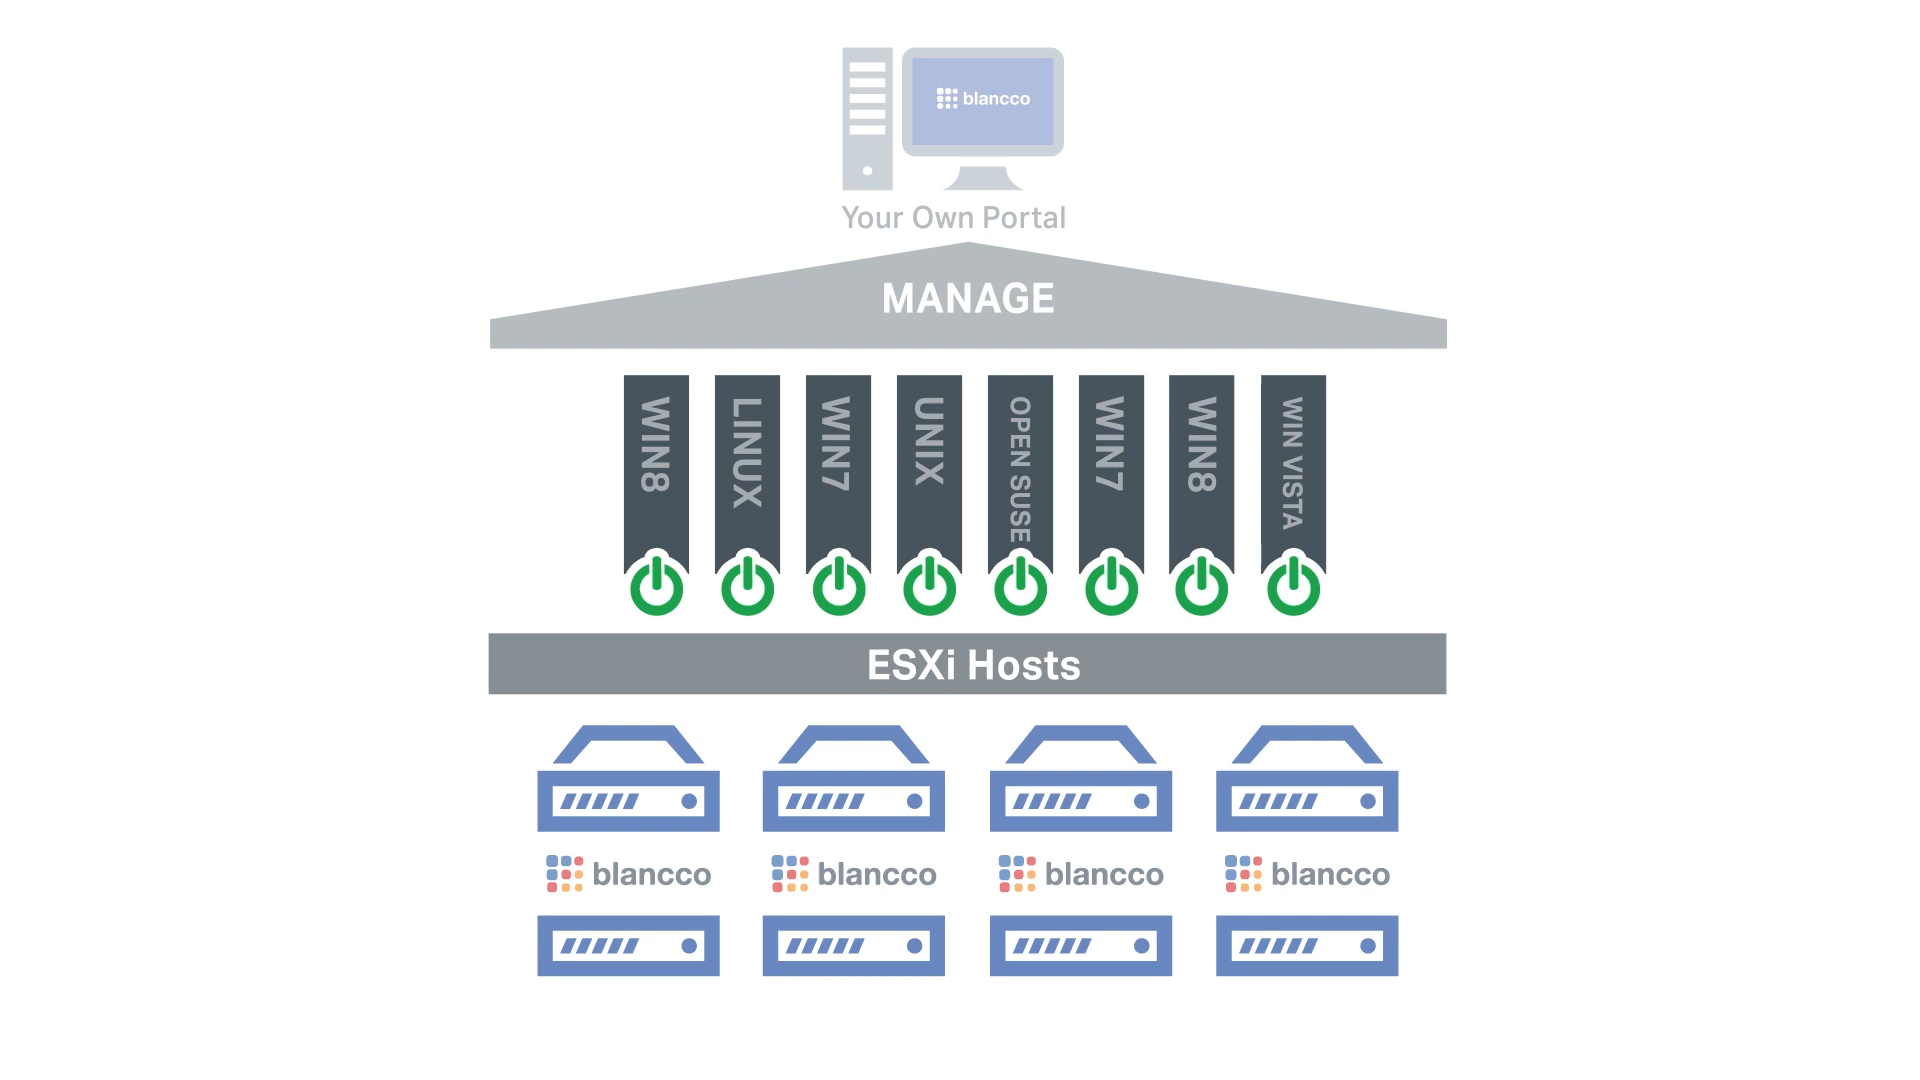 blancco
Your Own Portal
MANAGE
WIN8
LINUX
WIN7
UNIX
OPEN SUSE
WIN7
WIN8
WIN VISTA
ESXi Hosts
blancco
blancco
blancco
blancco